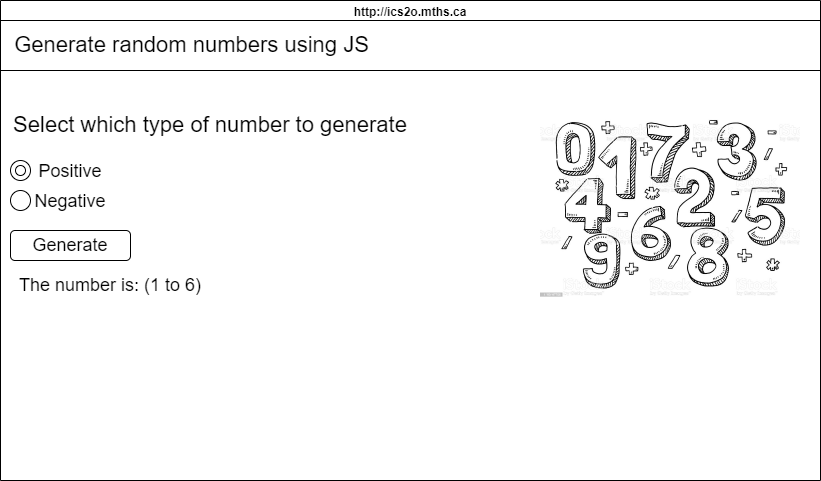 http://ics2o.mths.ca
Generate random numbers using JS
Select which type of number to generate
Positive
Negative
Generate
The number is: (1 to 6)
0 1 7 3
4 6 2 5
9 8